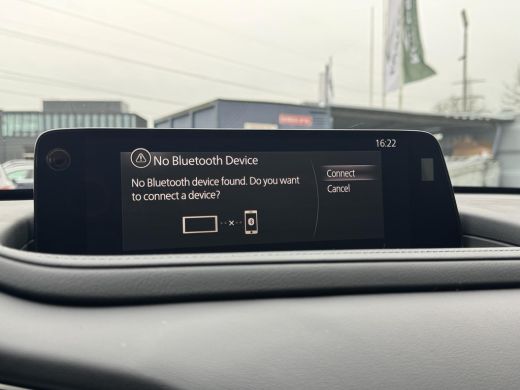 16:22
No Bluetooth Device
No Bluetooth device found. Do you want
to connect a device?
Connect
Cancel